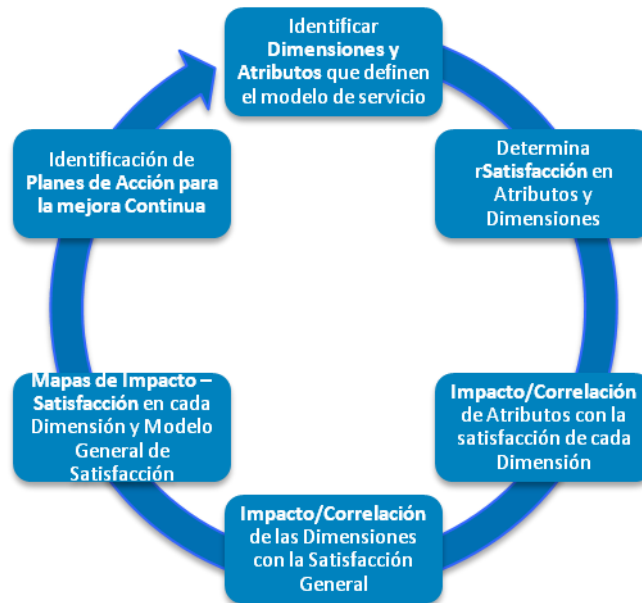 Identificar
Dimensiones y
Atributos que definen
el modelo de servicio
Determina
rSatisfacción en
Atributos y
Dimensiones
Impacto/Correlación
de Atributos con la
satisfacción de cada
Dimensión
Impacto/Correlación
de las Dimensiones
con la Satisfacción
General
Mapas de Impacto –
Satisfacción en cada
Dimensión y Modelo
General de
Satisfacción
Identificación de
Planes de Acción para
la mejora Continua